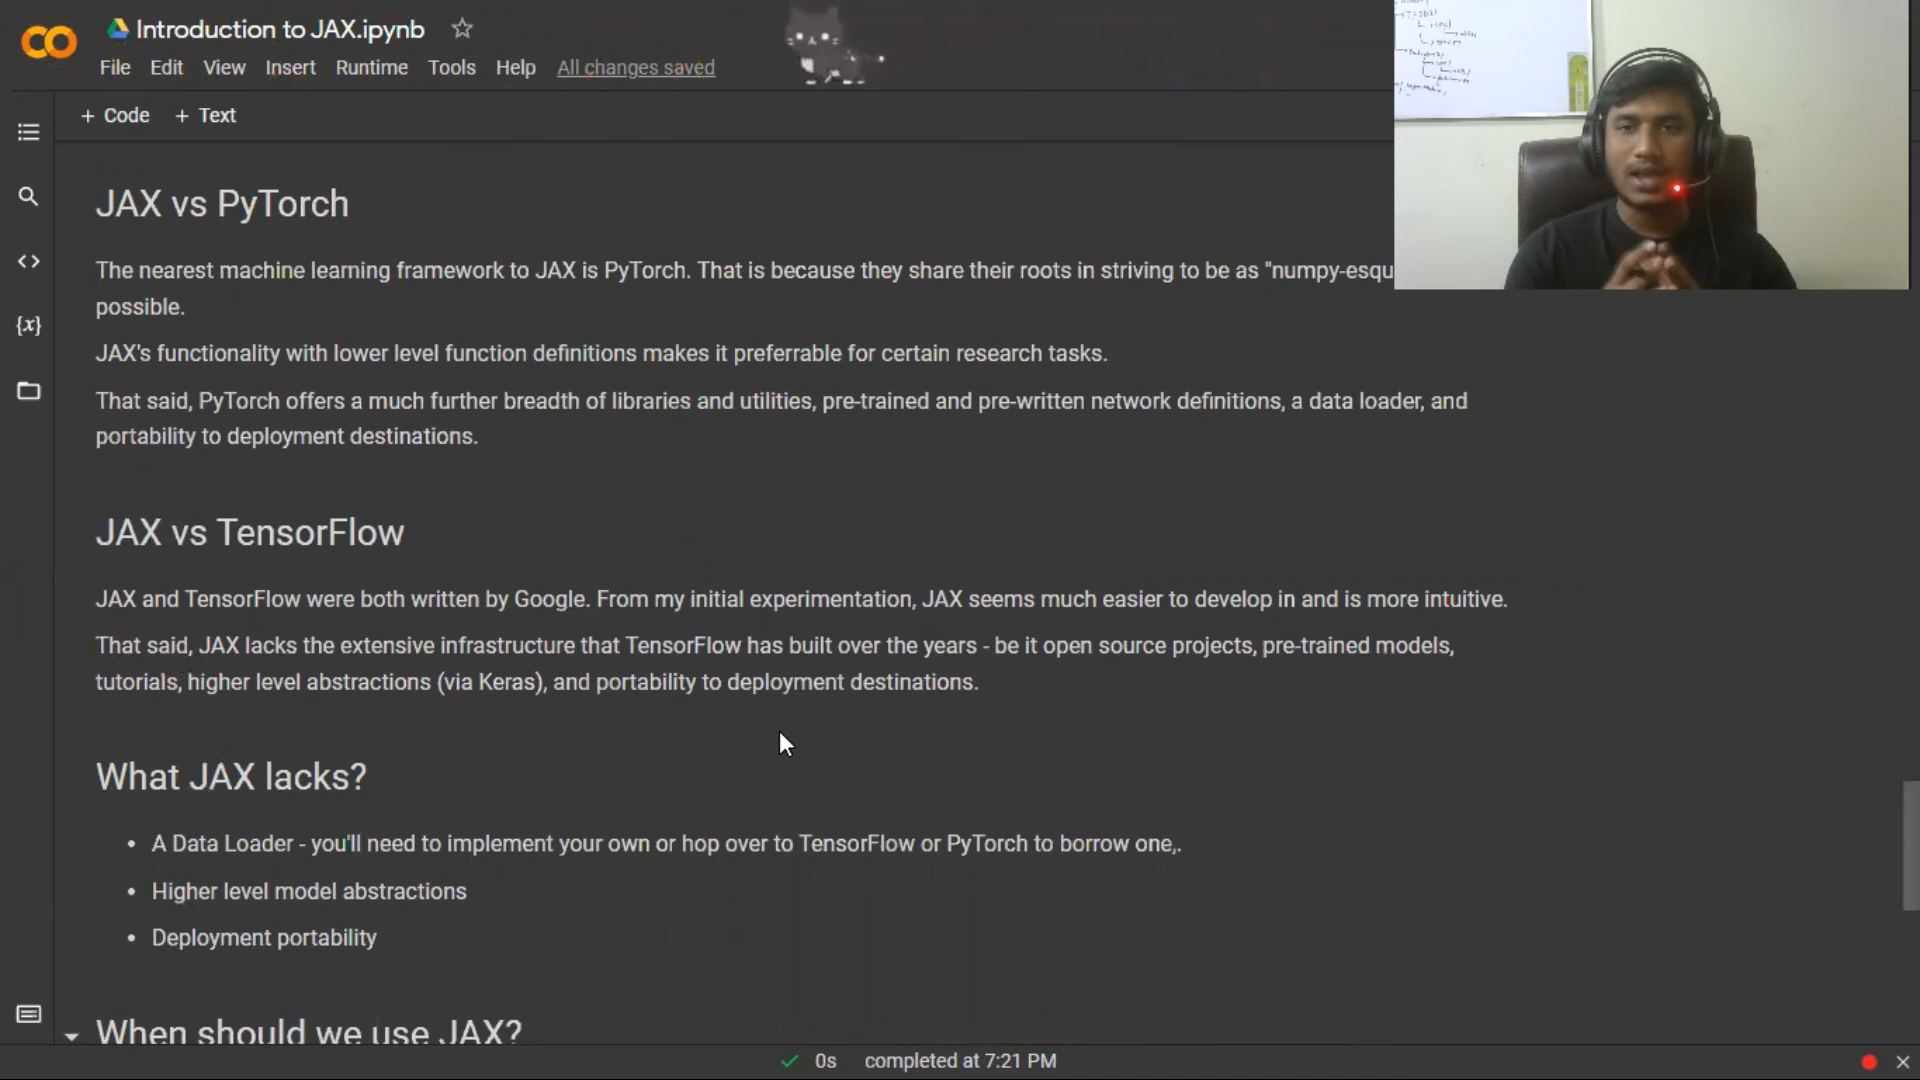 Introduction to JAX.ipynb
File Edit View Insert Runtime Tools Help All changes saved
+ Code + Text
JAX vs PyTorch
The nearest machine learning framework to JAX is PyTorch. That is because they share their roots in striving to be as "numpy-esqu
possible.
JAX's functionality with lower level function definitions makes it preferrable for certain research tasks.
That said, PyTorch offers a much further breadth of libraries and utilities, pre-trained and pre-written network definitions, a data loader, and
portability to deployment destinations.
JAX vs TensorFlow
JAX and TensorFlow were both written by Google. From my initial experimentation, JAX seems much easier to develop in and is more intuitive.
That said, JAX lacks the extensive infrastructure that TensorFlow has built over the years - be it open source projects, pre-trained models,
tutorials, higher level abstractions (via Keras), and portability to deployment destinations.
What JAX lacks?
• A Data Loader - you'll need to implement your own or hop over to TensorFlow or PyTorch to borrow one,.
• Higher level model abstractions
• Deployment portability
When should we use JAX?
0s completed at 7:21 PM